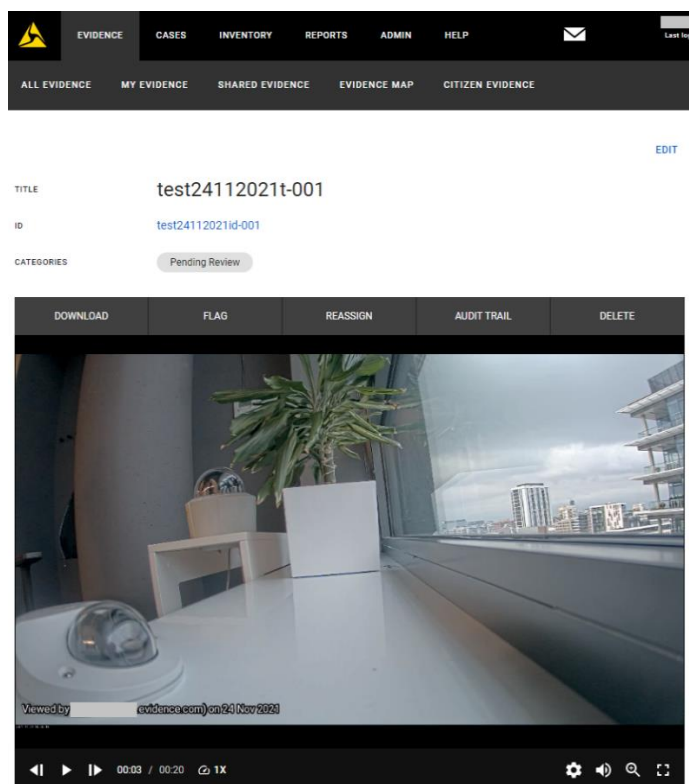 EVIDENCE CASES INVENTORY REPORTS ADMIN HELP
Last log
ALL EVIDENCE MY EVIDENCE SHARED EVIDENCE EVIDENCE MAP CITIZEN EVIDENCE
EDIT
TITLE test24112021t-001
ID test24112021id-001
CATEGORIES Pending Review
DOWNLOAD FLAG REASSIGN AUDIT TRAIL DELETE
Viewed by evidence.com) on 24 Nov 2021
00:03 / 00:20 1X